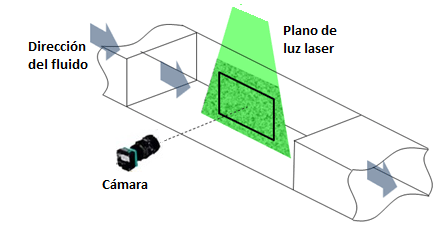 Plano de
luz laser
Dirección
del fluido
Cámara